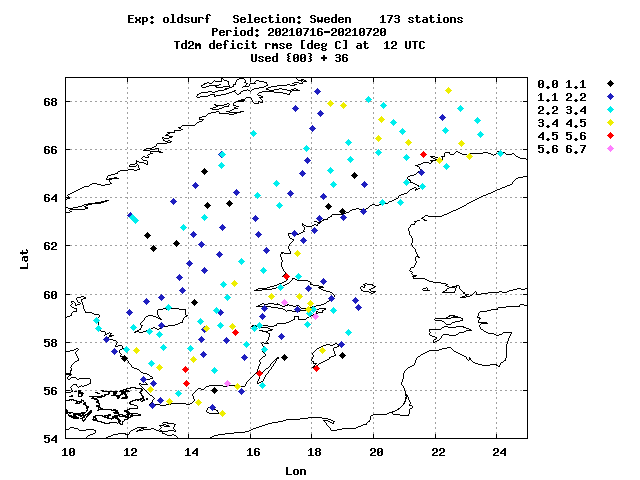 Exp: oldsurf   Selection: Sweden    173 stations
Period: 20210716-20210720
Td2m deficit rmse [deg C] at  12 UTC
Used {00} + 36
0.0 1.1
1.1 2.2
2.2 3.4
3.4 4.5
4.5 5.6
5.6 6.7
68
66
64
62
60
58
56
54
Lat
10 12 14 16 18 20 22 24
Lon